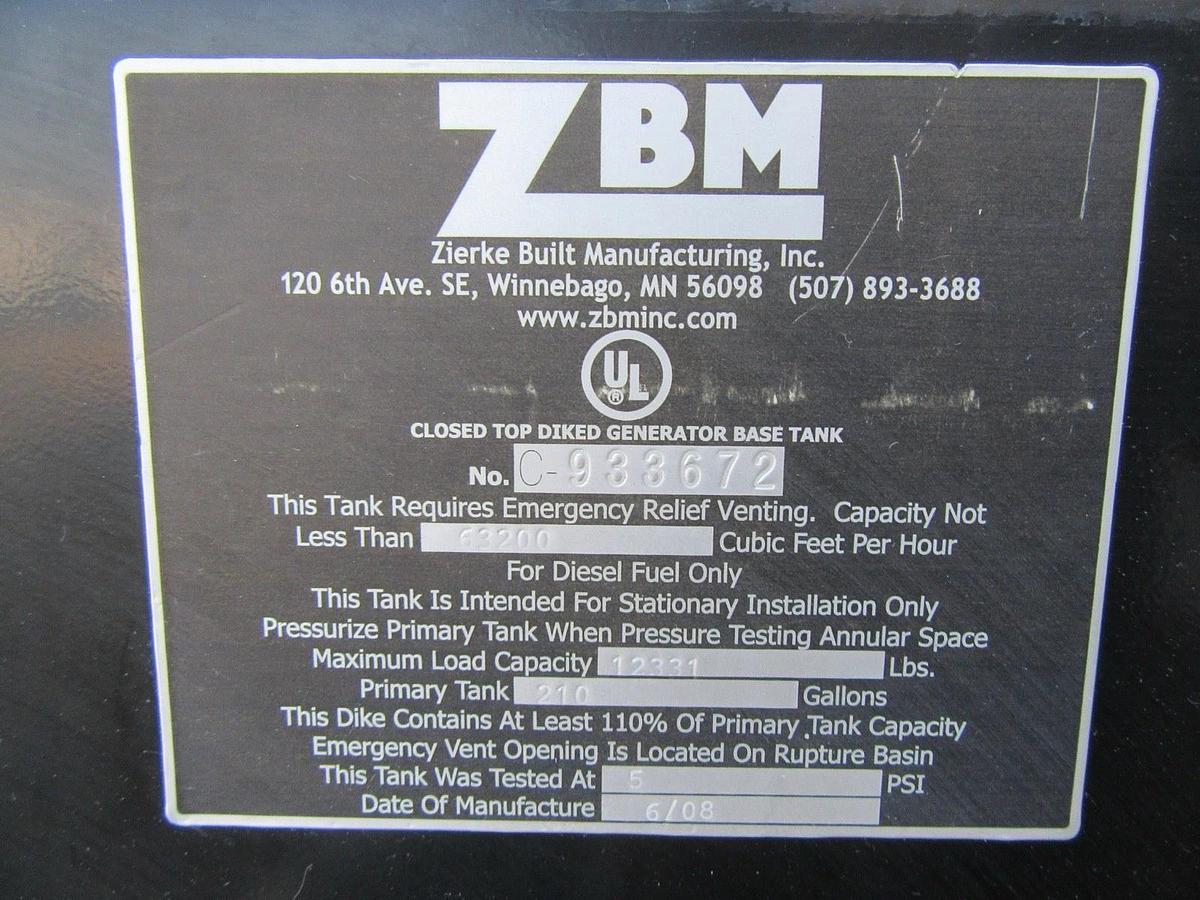 ZBM
Zierke Built Manufacturing, Inc.
120 6th Ave. SE, Winnebago, MN 56098 (507) 893-3688
www.zbminc.com
UL
®
CLOSED TOP DIKED GENERATOR BASE TANK
No. C-933672
This Tank Requires Emergency Relief Venting. Capacity Not
Less Than 63200 Cubic Feet Per Hour
For Diesel Fuel Only
This Tank Is Intended For Stationary Installation Only
Pressurize Primary Tank When Pressure Testing Annular Space
Maximum Load Capacity 12331 Lbs.
Primary Tank 210 Gallons
This Dike Contains At Least 110% Of Primary Tank Capacity
Emergency Vent Opening Is Located On Rupture Basin
This Tank Was Tested At 5 PSI
Date Of Manufacture 6/08